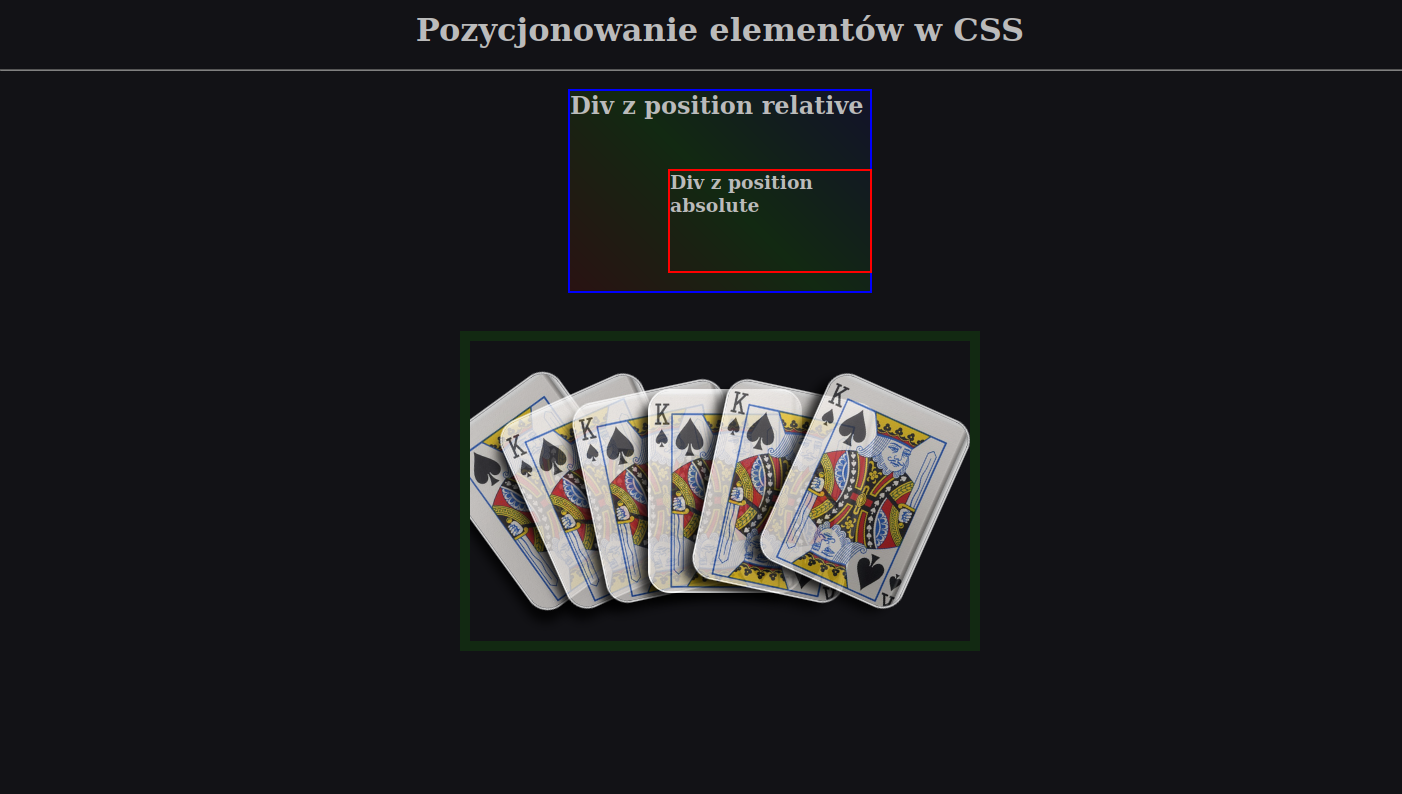 Pozycjonowanie elementów w CSS
Div z position relative
Div z position
absolute
K
K
K
K
K
K